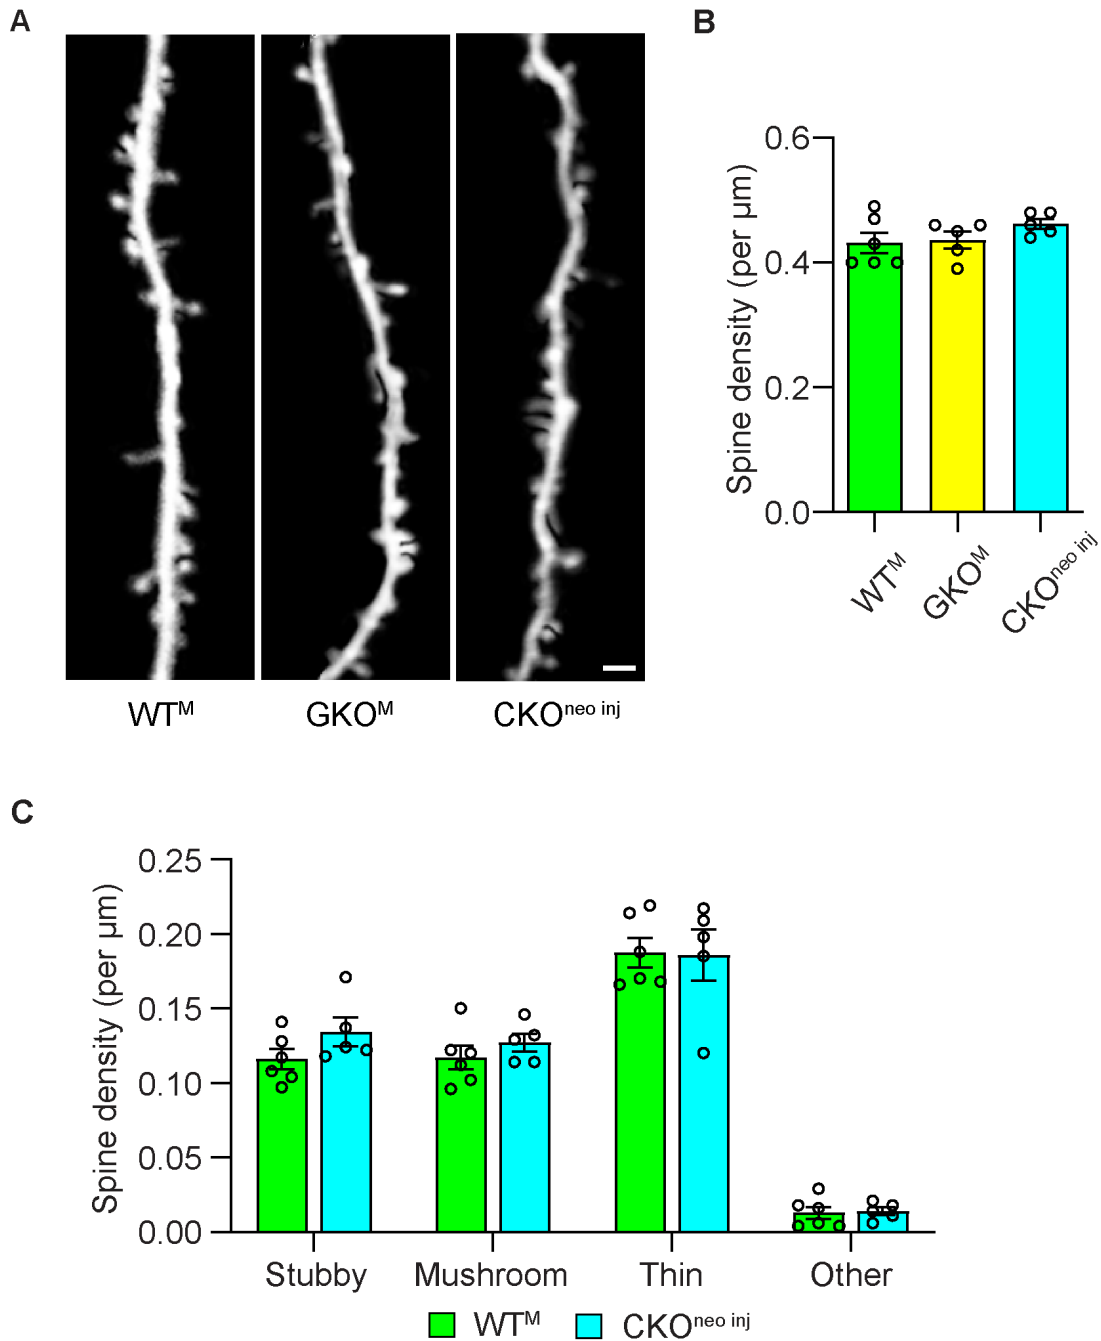 A
WTᴹ
GKOᴹ
CKOⁿᵉᵒ ⁱⁿʲ
B
Spine density (per µm)
0.6
0.4
0.2
0.0
WTᴹ
GKOᴹ
CKOⁿᵉᵒ ⁱⁿʲ
C
Spine density (per µm)
0.25
0.20
0.15
0.10
0.05
0.00
Stubby
Mushroom
Thin
Other
WTᴹ
CKOⁿᵉᵒ ⁱⁿʲ